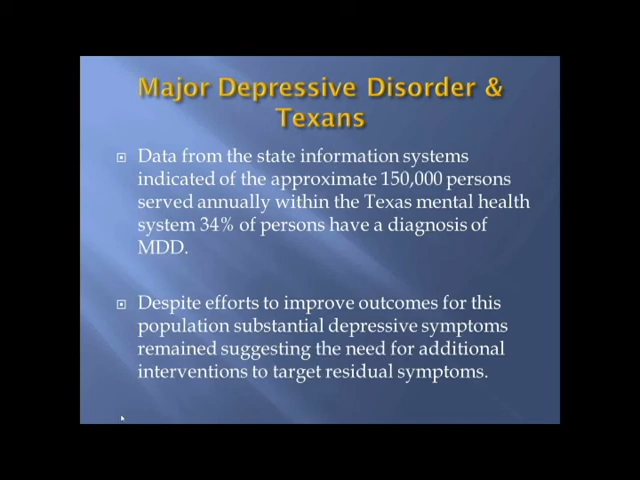 Major Depressive Disorder &
Texans
Data from the state information systems
indicated of the approximate 150,000 persons
served annually within the Texas mental health
system 34% of persons have a diagnosis of
MDD.
Despite efforts to improve outcomes for this
population substantial depressive symptoms
remained suggesting the need for additional
interventions to target residual symptoms.